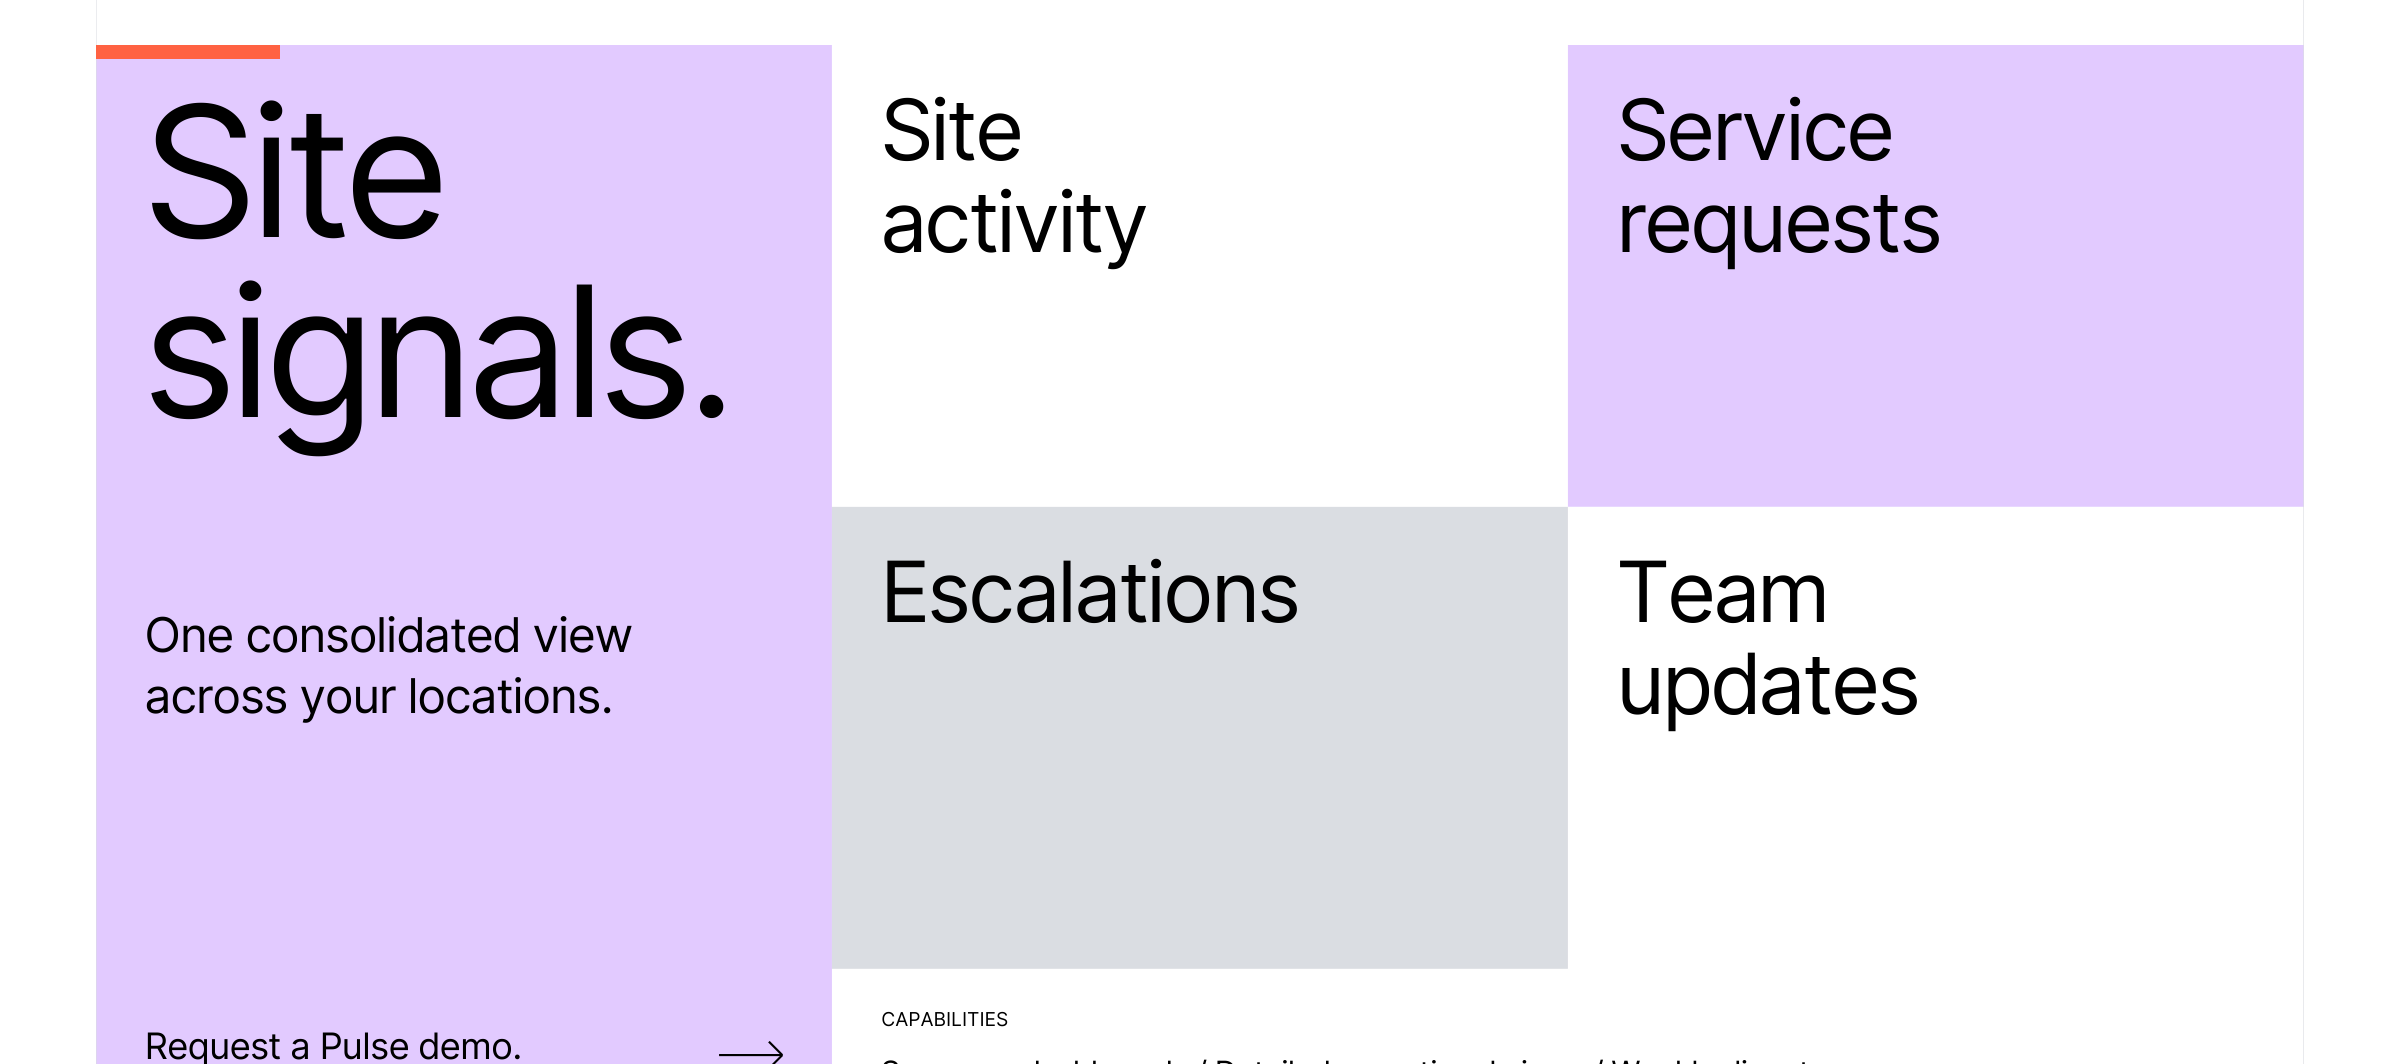 Site
signals.
One consolidated view
across your locations.
Request a Pulse demo.
Site
activity
Service
requests
Escalations
Team
updates
CAPABILITIES